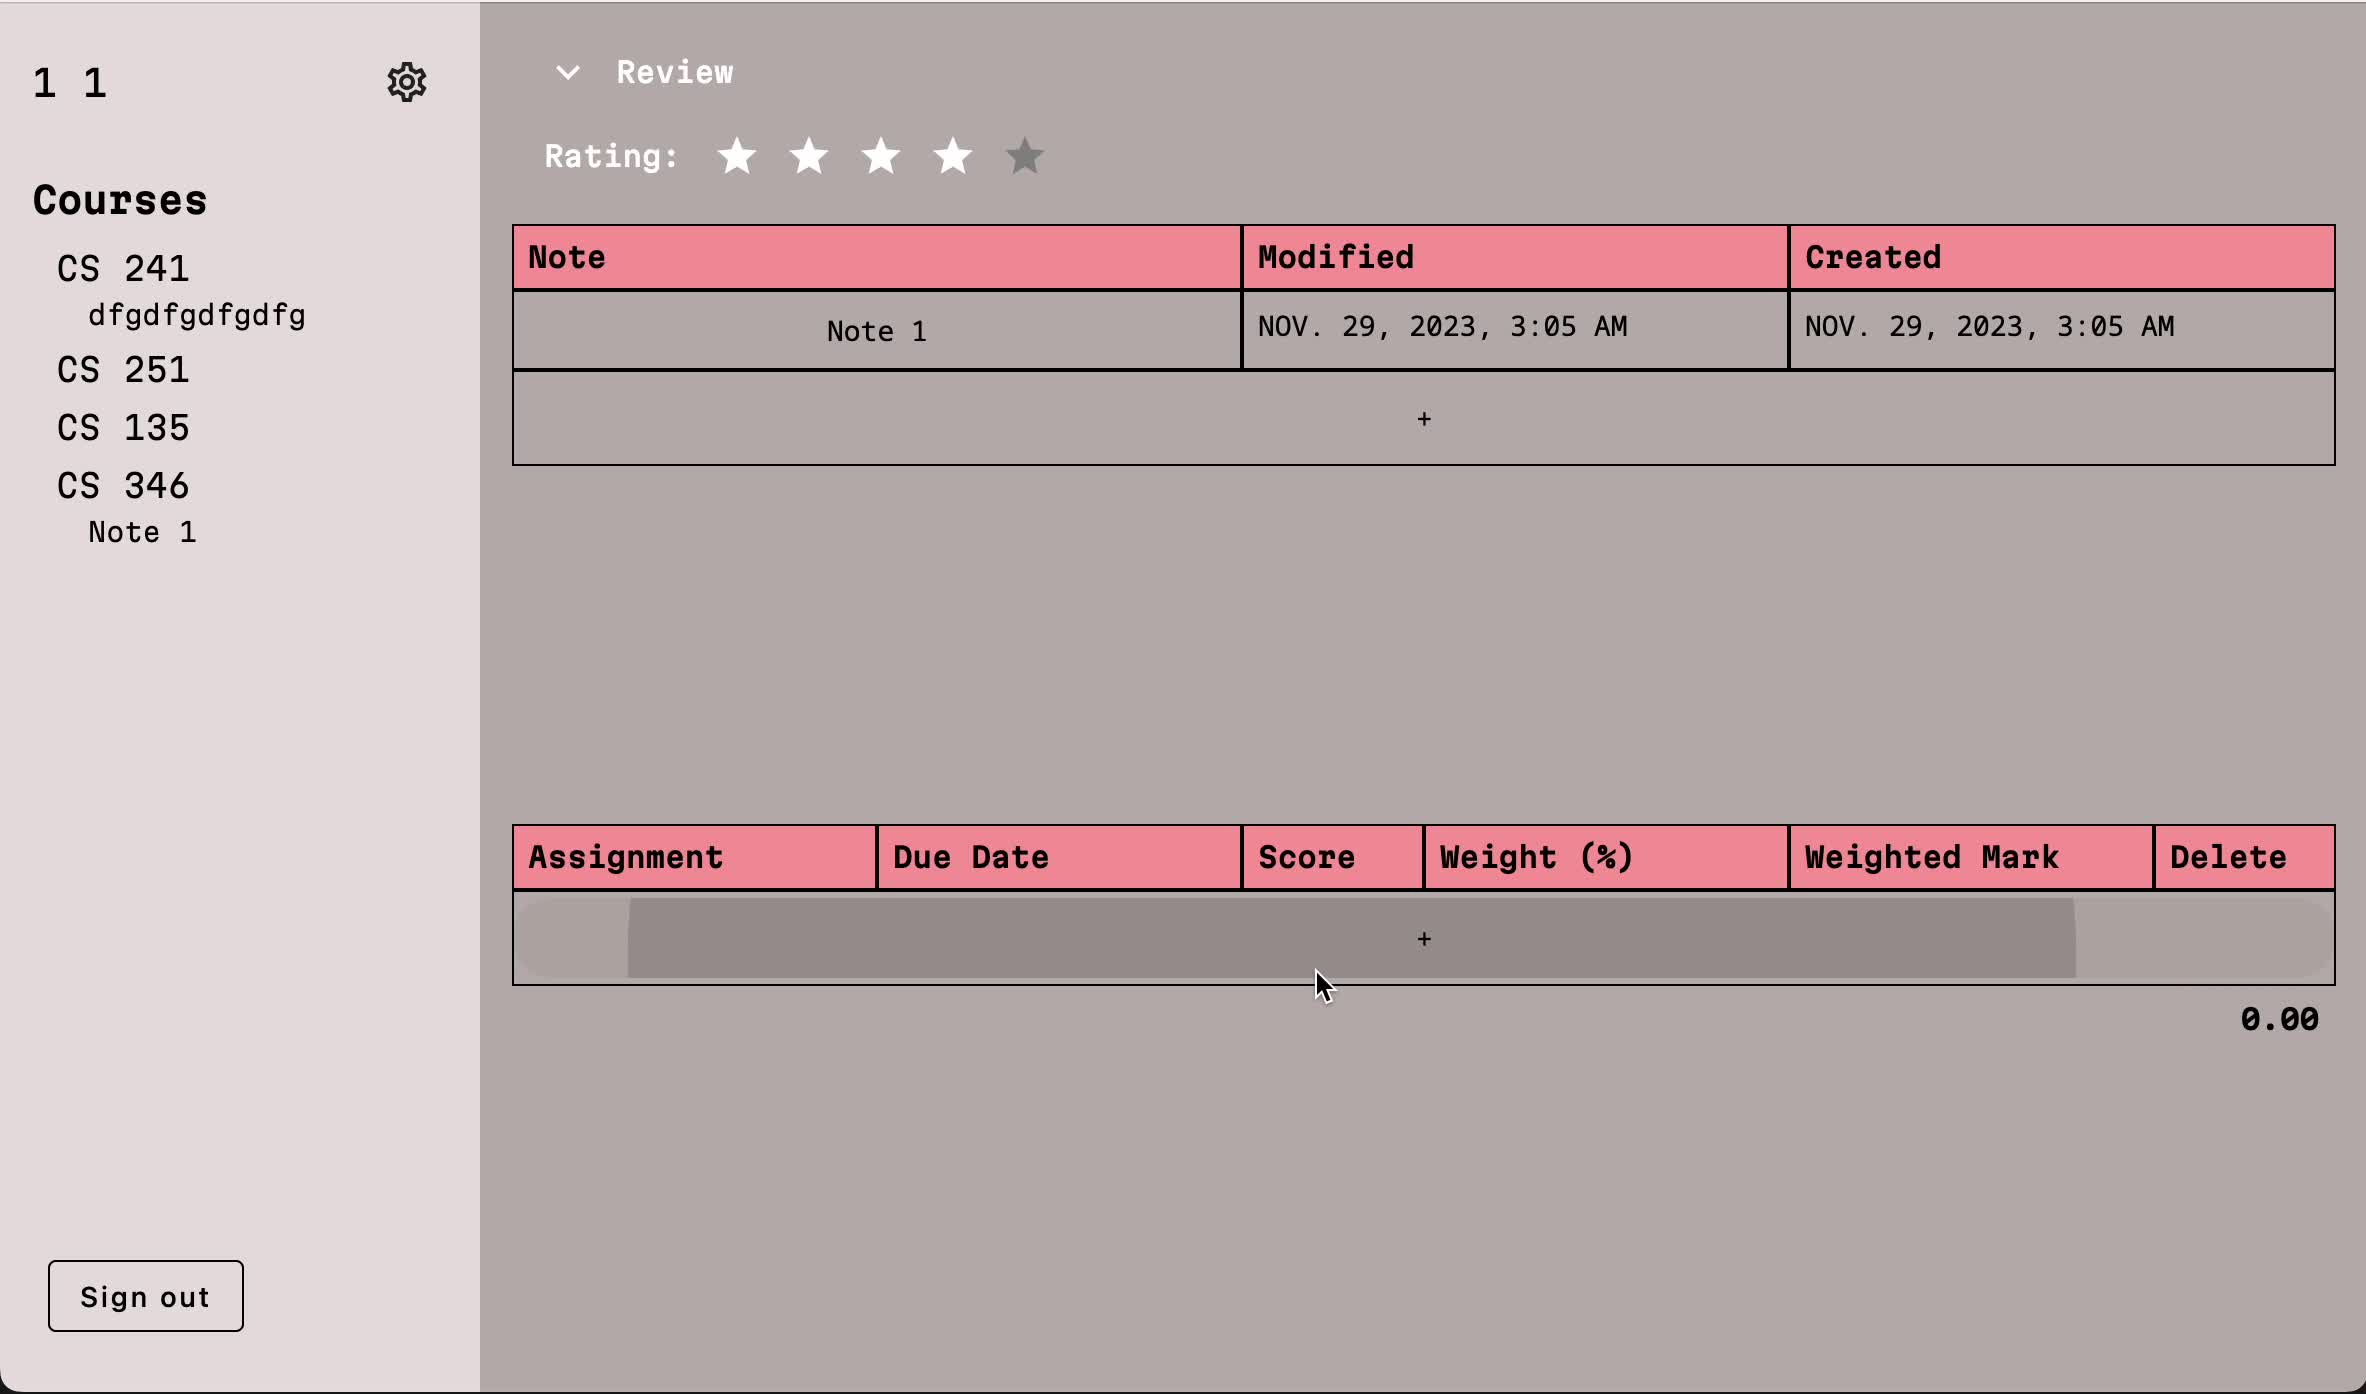 1 1
Courses
CS 241
dfgdfgdfgdfg
CS 251
CS 135
CS 346
Note 1
Sign out
Review
Rating:
Note Modified Created
Note 1 NOV. 29, 2023, 3:05 AM NOV. 29, 2023, 3:05 AM
+
Assignment Due Date Score Weight (%) Weighted Mark Delete
+
0.00